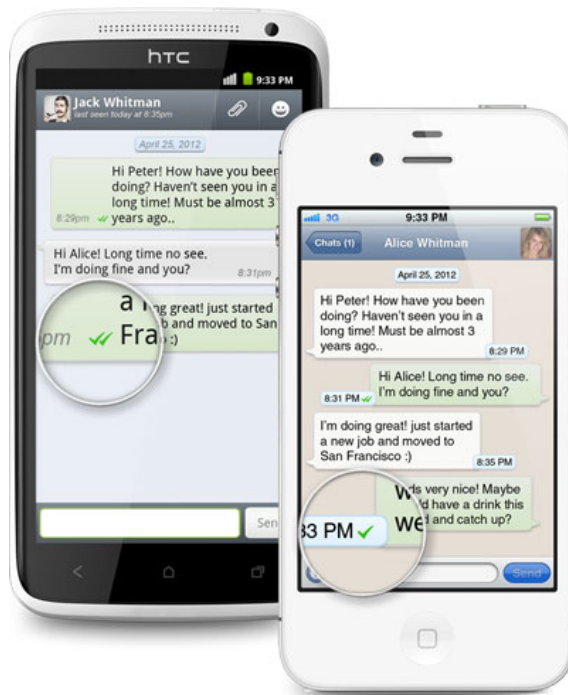 hTC
9:33 PM
Jack Whitman
last seen today at 8:35pm
April 25, 2012
Hi Peter! How have you been
doing? Haven't seen you in a
long time! Must be almost 3
8:29pm years ago..
Hi Alice! Long time no see.
I'm doing fine and you?
8:31pm
ng great! just started
b and moved to San
:)
a
pm Fra
Sen
3G 9:33 PM
Chats (1) Alice Whitman
April 25, 2012
Hi Peter! How have you been
doing? Haven't seen you in a
long time! Must be almost 3
years ago..
8:29 PM
Hi Alice! Long time no see.
I'm doing fine and you?
8:31 PM
I'm doing great! just started
a new job and moved to
San Francisco :)
8:35 PM
ds very nice! Maybe
ld have a drink this
d and catch up?
w
we
33 PM
Send